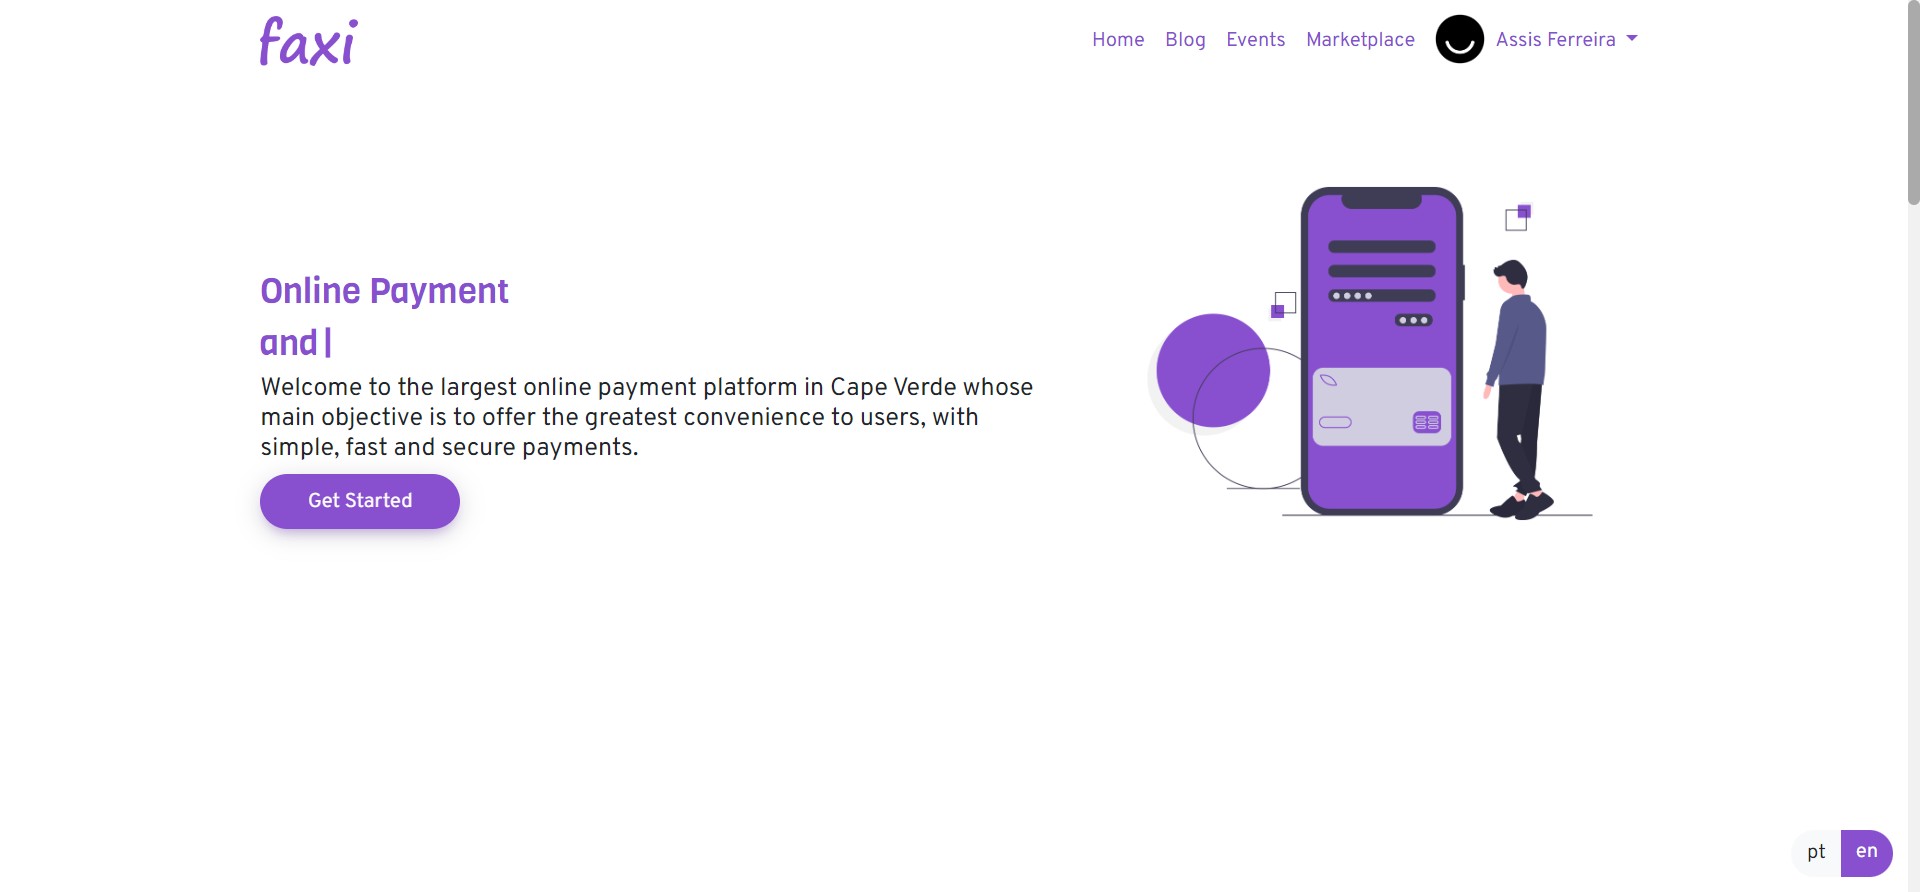 faxi
Home Blog Events Marketplace Assis Ferreira
Online Payment
and|
Welcome to the largest online payment platform in Cape Verde whose
main objective is to offer the greatest convenience to users, with
simple, fast and secure payments.
Get Started
pt en